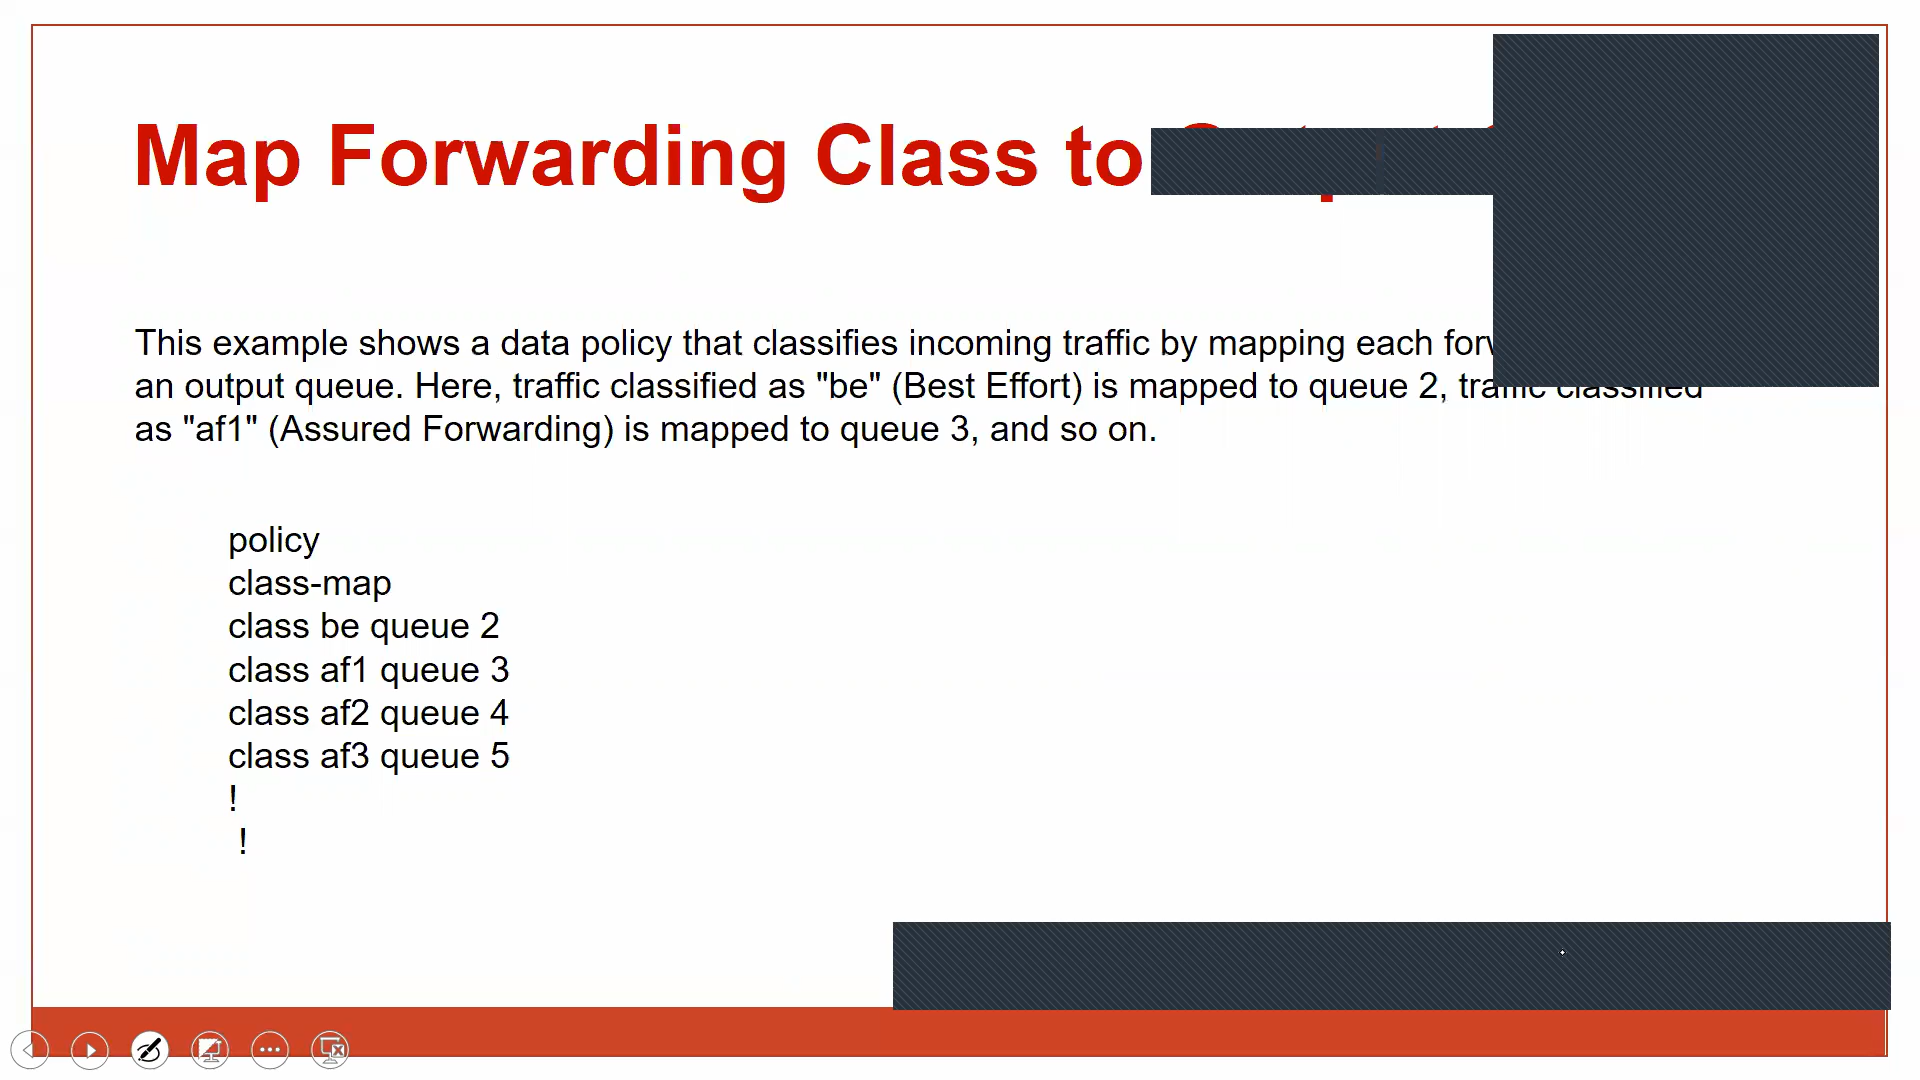 Map Forwarding Class to
This example shows a data policy that classifies incoming traffic by mapping each
an output queue. Here, traffic classified as "be" (Best Effort) is mapped to queue 2, traffic classified
as "af1" (Assured Forwarding) is mapped to queue 3, and so on.
policy
class-map
class be queue 2
class af1 queue 3
class af2 queue 4
class af3 queue 5
!
!